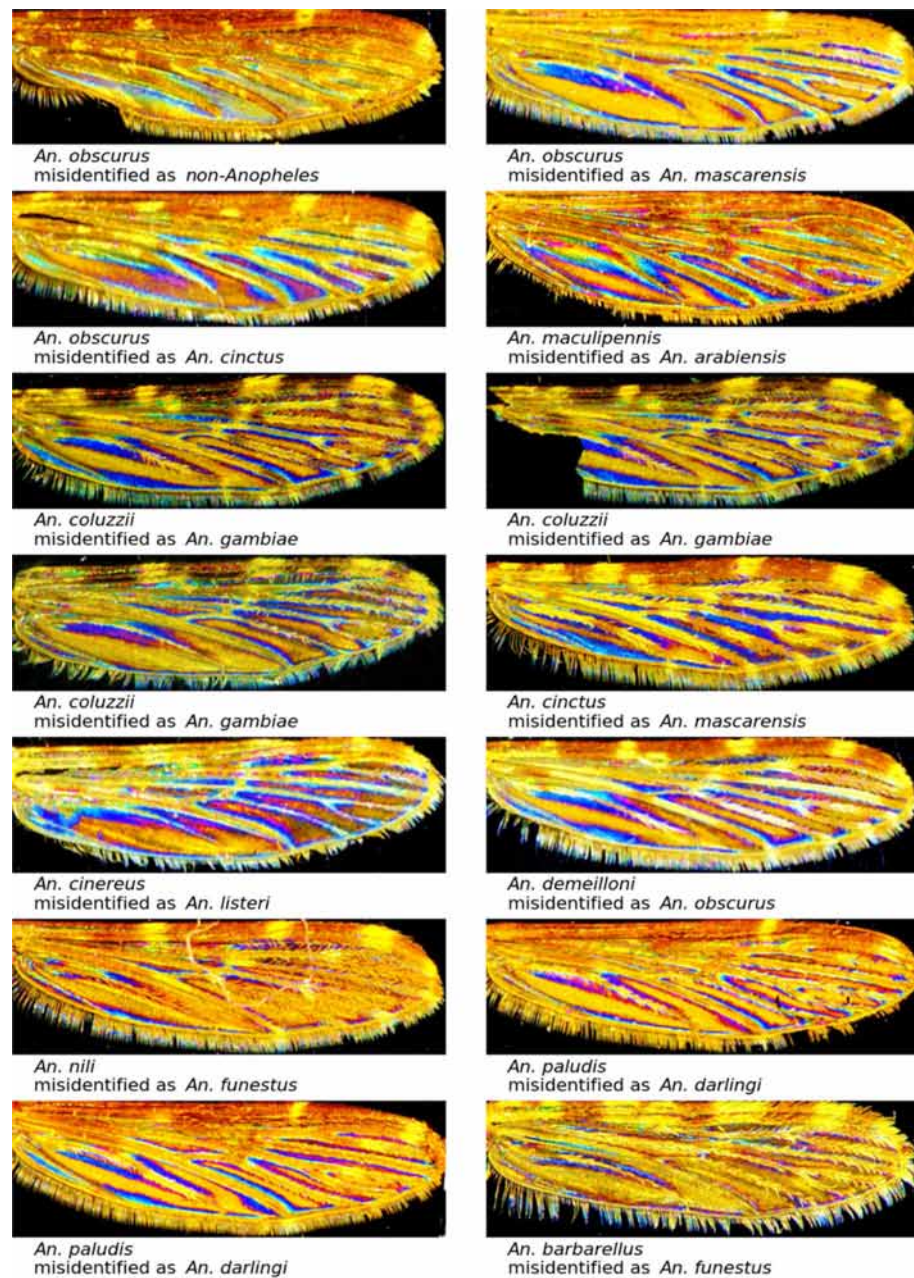 An. obscurus
misidentified as non-Anopheles
An. obscurus
misidentified as An. mascarensis
An. obscurus
misidentified as An. cinctus
An. maculipennis
misidentified as An. arabiensis
An. coluzzii
misidentified as An. gambiae
An. coluzzii
misidentified as An. gambiae
An. coluzzii
misidentified as An. gambiae
An. cinctus
misidentified as An. mascarensis
An. cinereus
misidentified as An. listeri
An. demeilloni
misidentified as An. obscurus
An. nili
misidentified as An. funestus
An. paludis
misidentified as An. darlingi
An. paludis
misidentified as An. darlingi
An. barbarellus
misidentified as An. funestus